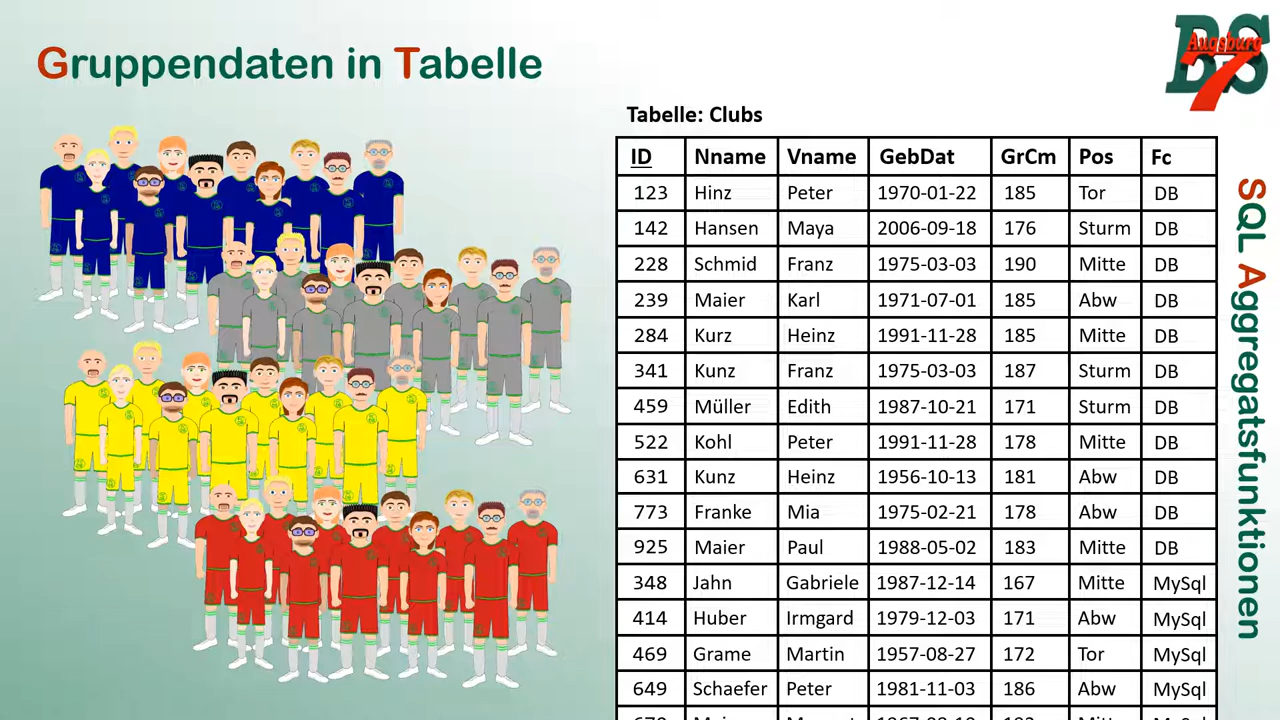 Gruppendaten in Tabelle
BS
Augsburg
7
Tabelle: Clubs
ID Nname Vname GebDat GrCm Pos Fc
123 Hinz Peter 1970-01-22 185 Tor DB
142 Hansen Maya 2006-09-18 176 Sturm DB
228 Schmid Franz 1975-03-03 190 Mitte DB
239 Maier Karl 1971-07-01 185 Abw DB
284 Kurz Heinz 1991-11-28 185 Mitte DB
341 Kunz Franz 1975-03-03 187 Sturm DB
459 Müller Edith 1987-10-21 171 Sturm DB
522 Kohl Peter 1991-11-28 178 Mitte DB
631 Kunz Heinz 1956-10-13 181 Abw DB
773 Franke Mia 1975-02-21 178 Abw DB
925 Maier Paul 1988-05-02 183 Mitte DB
348 Jahn Gabriele 1987-12-14 167 Mitte MySql
414 Huber Irmgard 1979-12-03 171 Abw MySql
469 Grame Martin 1957-08-27 172 Tor MySql
649 Schaefer Peter 1981-11-03 186 Abw MySql
SQL Aggregatsfunktionen